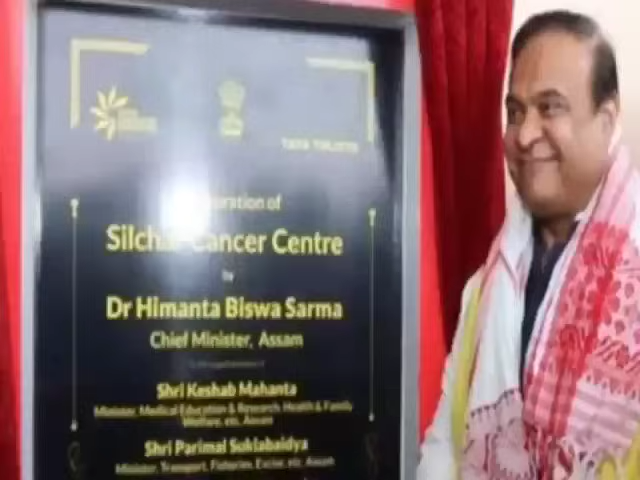 TATA TRUSTS
of
Cancer Centre
by
Dr Himanta Biswa Sarma
Chief Minister, Assam
Shri Keshab Mahanta
Minister, Medical Education & Research, Health & Family
Welfare, etc, Assam
Shri Parimal Suklabaidya
Minister, Transport, Fisheries, Excise, etc, Assam